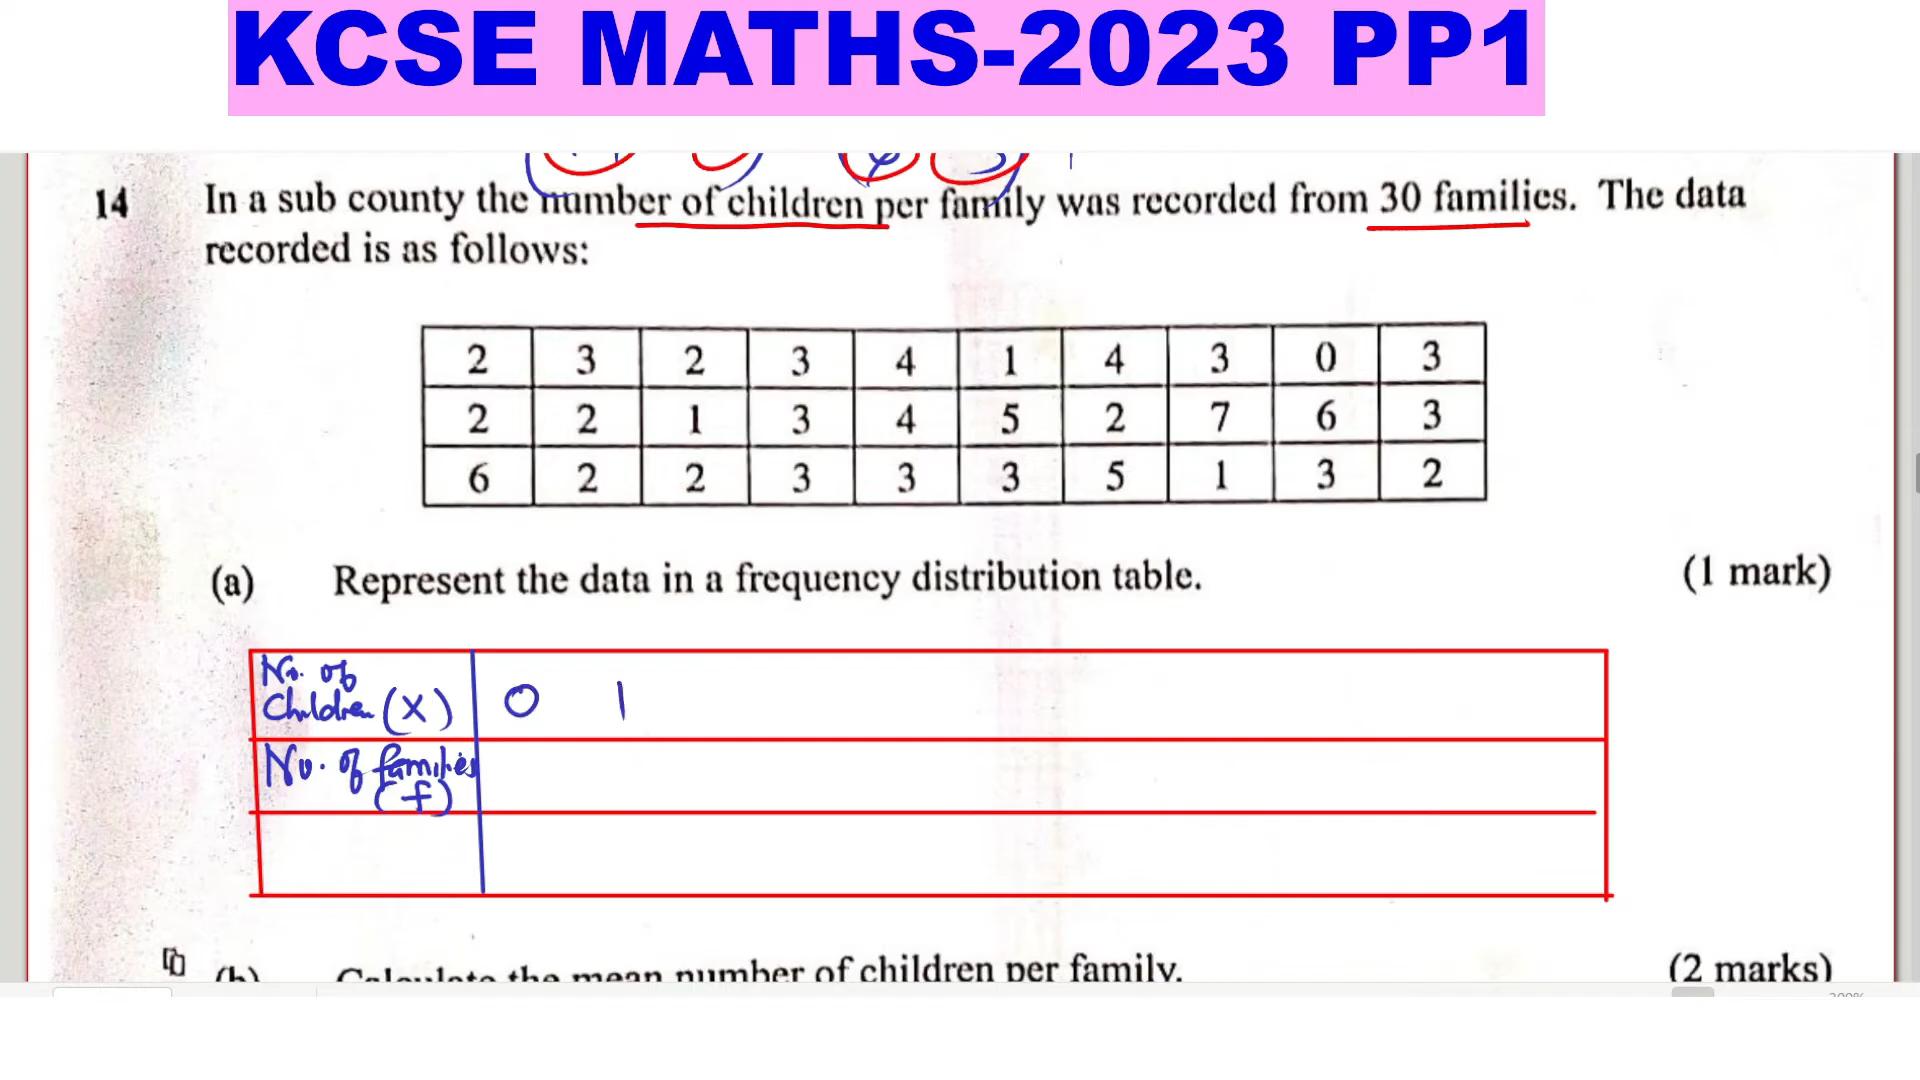 KCSE MATHS-2023 PP1
14 In a sub county the number of children per family was recorded from 30 families. The data
recorded is as follows:
2 3 2 3 4 1 4 3 0 3
2 2 1 3 4 5 2 7 6 3
6 2 2 3 3 3 5 1 3 2
(a) Represent the data in a frequency distribution table. (1 mark)
No. of
Children (x) 0 1
No. of families
(f)
(b) Calculate the mean number of children per family. (2 marks)